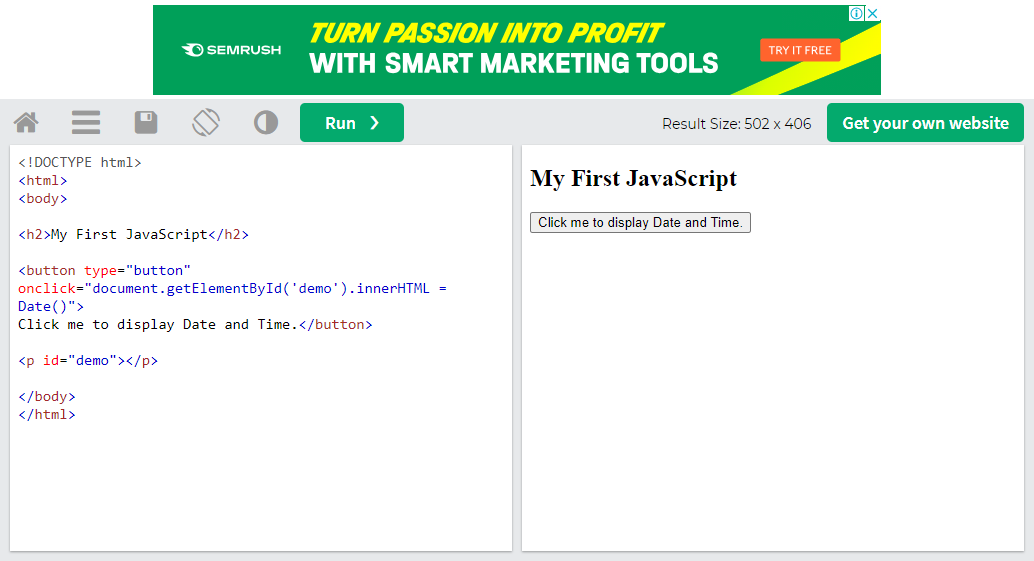 SEMRUSH
TURN PASSION INTO PROFIT
WITH SMART MARKETING TOOLS
TRY IT FREE
Run ❯
Result Size: 502 x 406
Get your own website
<!DOCTYPE html>
<html>
<body>
<h2>My First JavaScript</h2>
<button type="button"
onclick="document.getElementById('demo').innerHTML =
Date()">
Click me to display Date and Time.</button>
<p id="demo"></p>
</body>
</html>
My First JavaScript
Click me to display Date and Time.